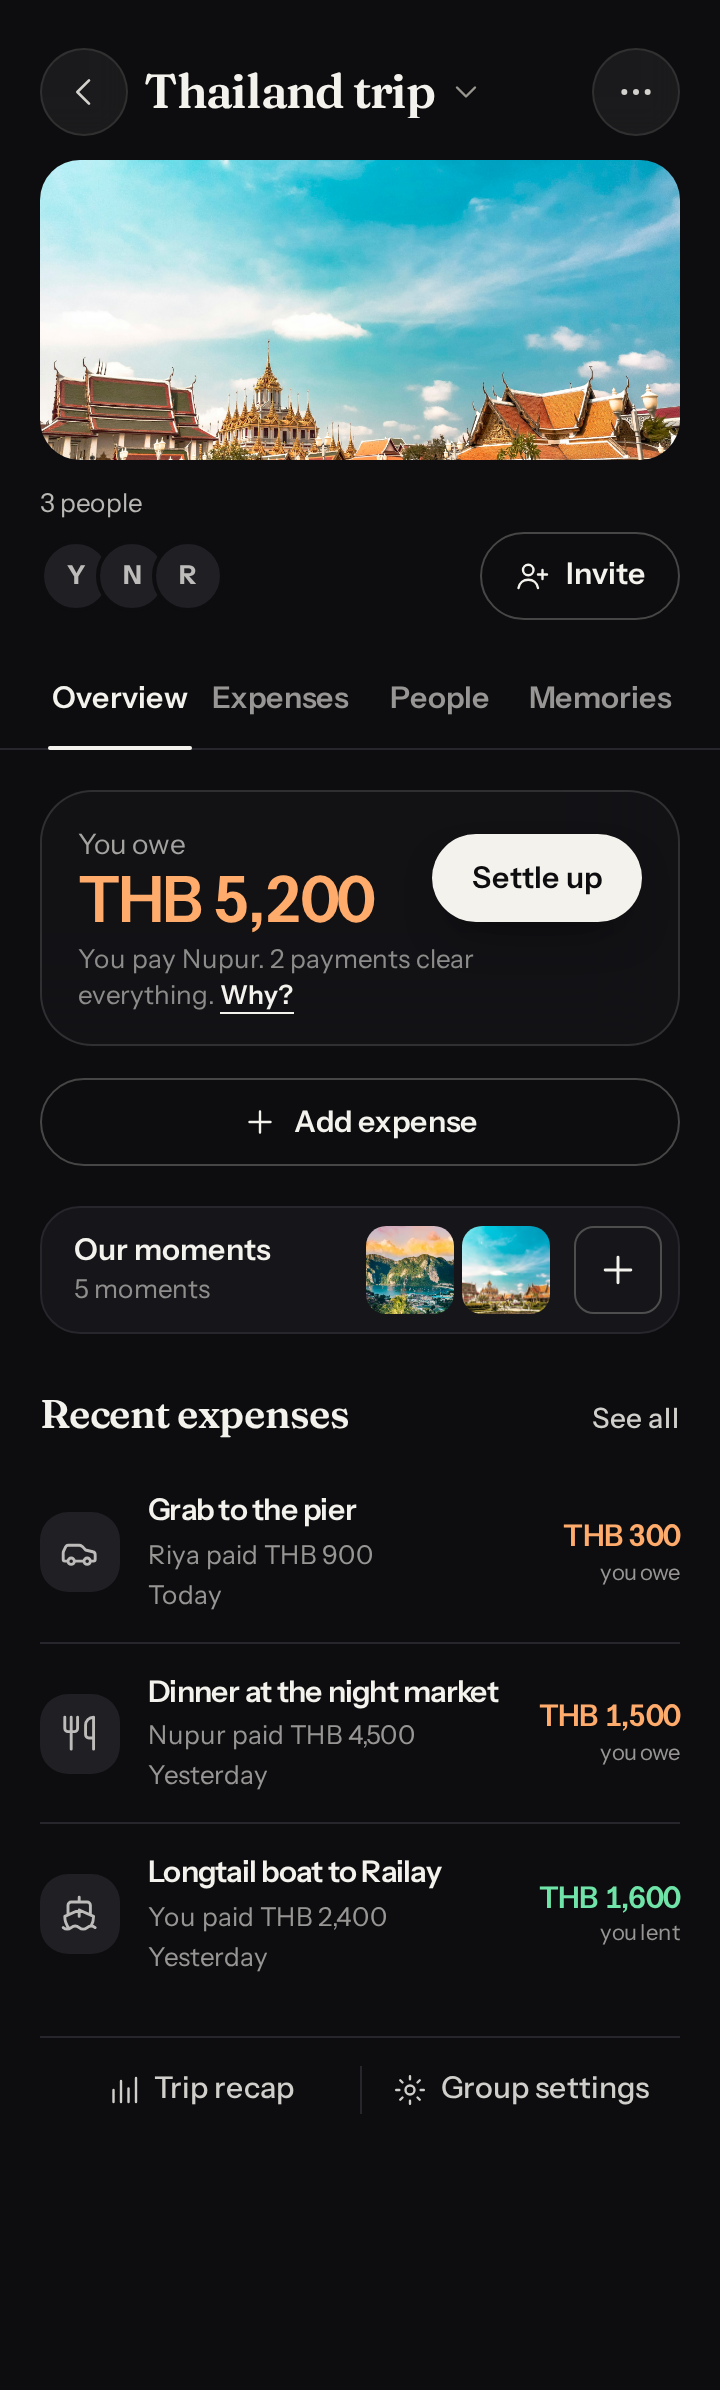 Thailand trip
3 people
Y N R
Invite
Overview Expenses People Memories
You owe
THB 5,200
Settle up
You pay Nupur. 2 payments clear
everything. Why?
Add expense
Our moments
5 moments
Recent expenses
See all
Grab to the pier
Riya paid THB 900
Today
THB 300
you owe
Dinner at the night market
Nupur paid THB 4,500
Yesterday
THB 1,500
you owe
Longtail boat to Railay
You paid THB 2,400
Yesterday
THB 1,600
you lent
Trip recap
Group settings